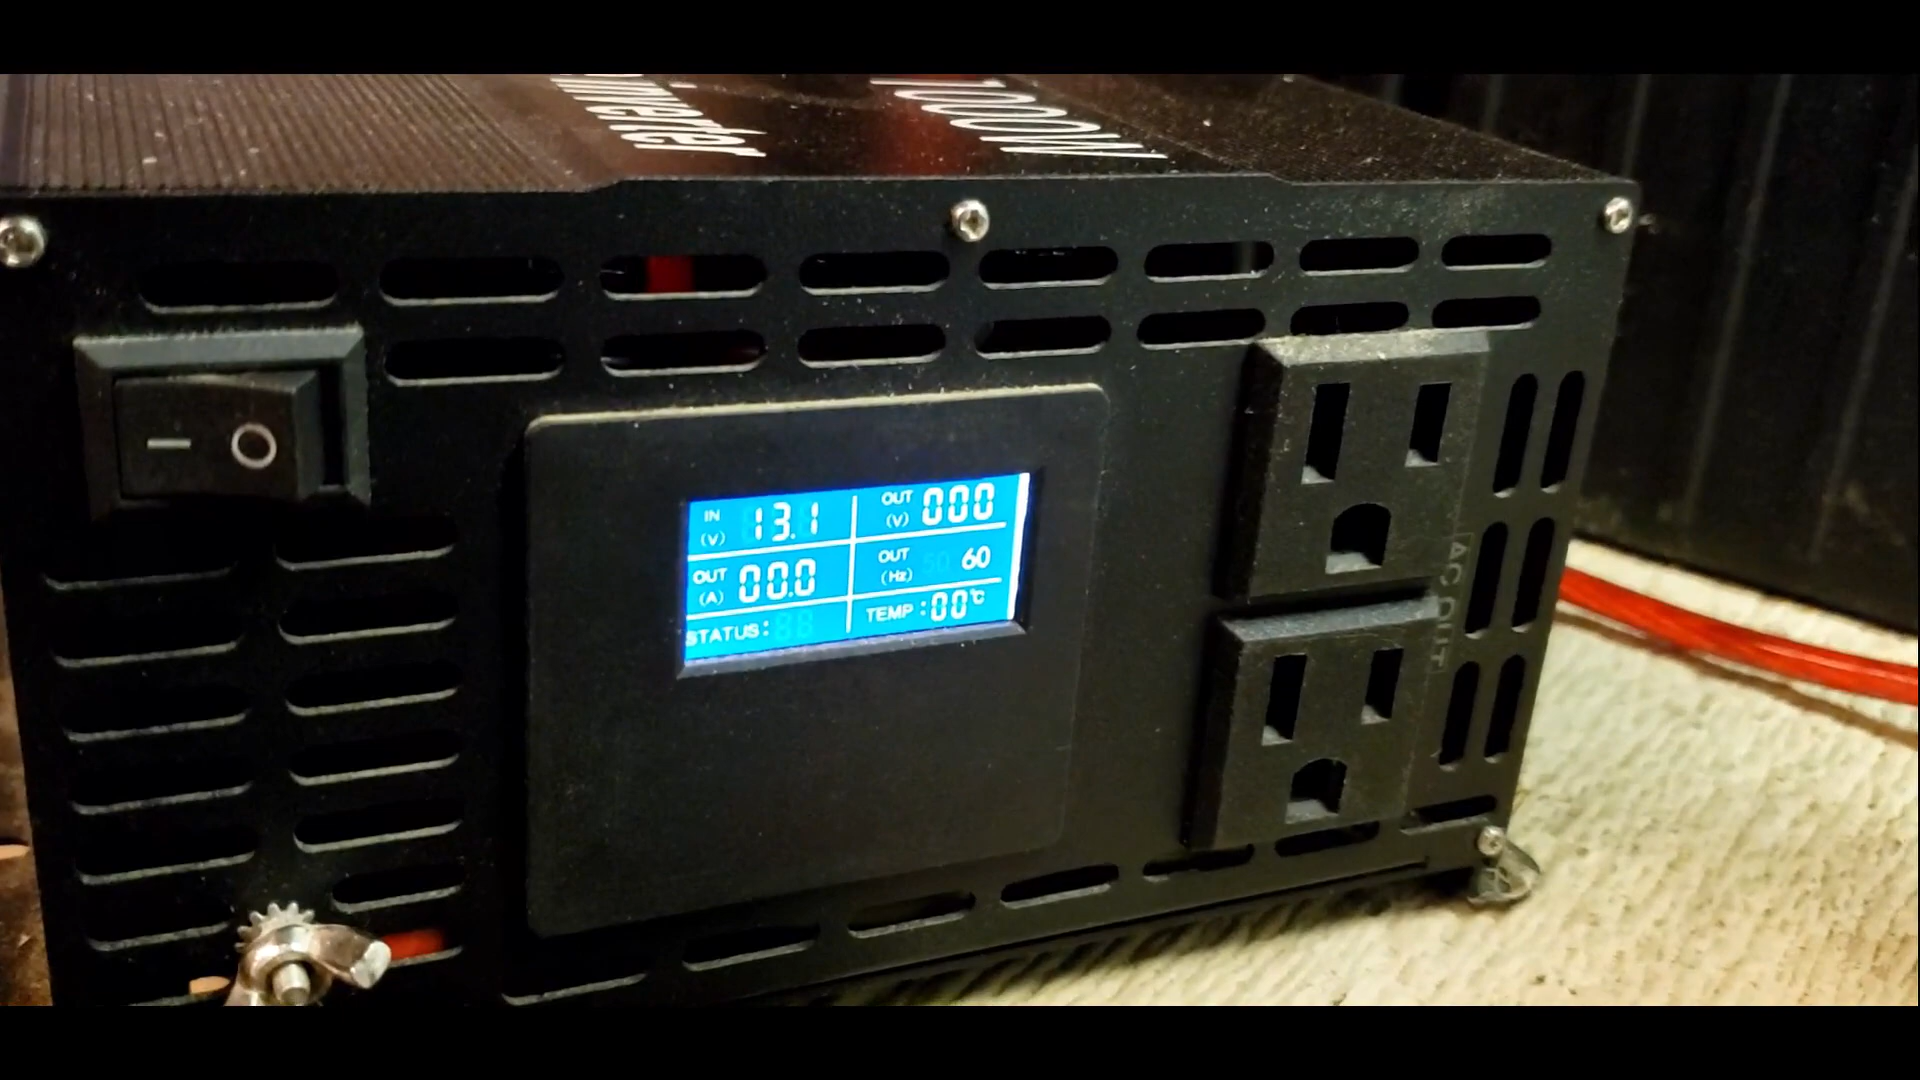 inverter
1000W
— O
IN (V) 13.1
OUT (V) 000
OUT (A) 00.0
OUT (Hz) 60
STATUS:
TEMP:00°C
AC OUT